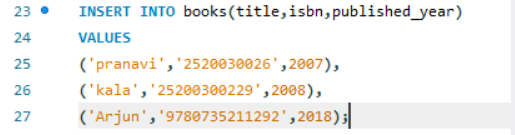 23 INSERT INTO books(title,isbn,published_year)
24 VALUES
25 ('pranavi','2520030026',2007),
26 ('kala','25200300229',2008),
27 ('Arjun','9780735211292',2018);